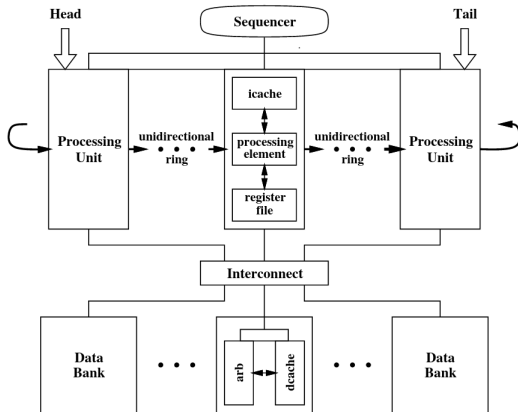 Head
Sequencer
Tail
icache
Processing
Unit
unidirectional
ring
processing
element
unidirectional
ring
Processing
Unit
register
file
Interconnect
Data
Bank
arb
dcache
Data
Bank